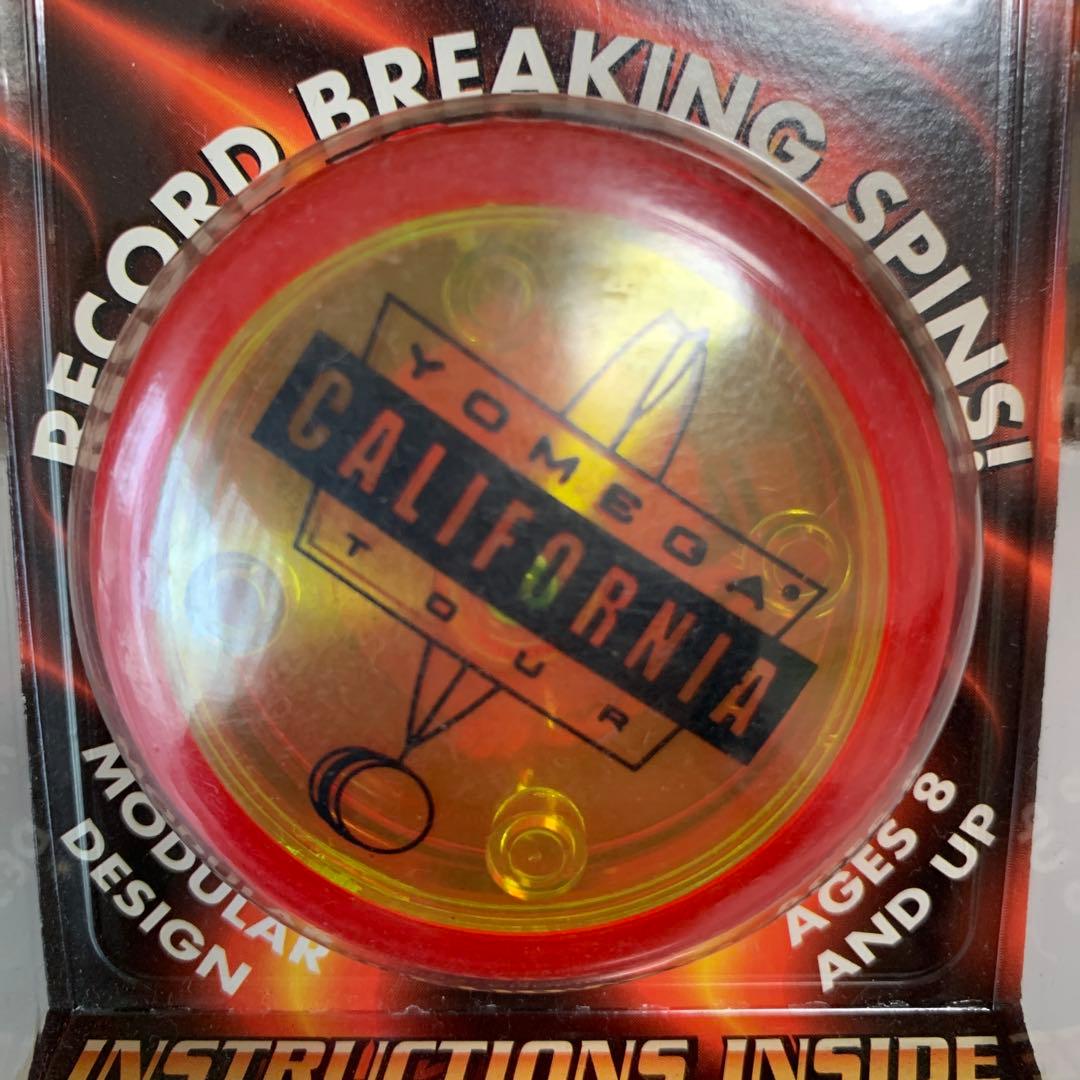 RECORD BREAKING SPINS!
YOMEGA
CALIFORNIA
TOUR
MODULAR
DESIGN
AGES 8
AND UP
INSTRUCTIONS INSIDE